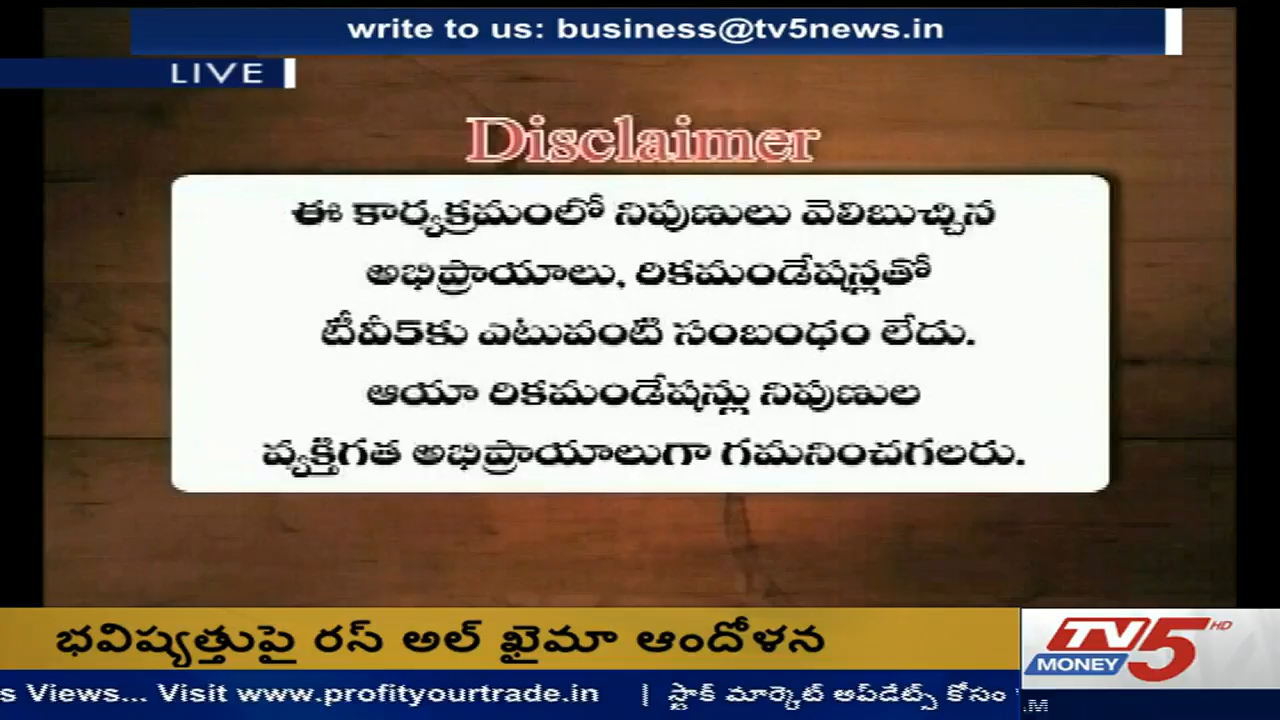 write to us: business@tv5news.in
LIVE
Disclaimer
ఈ కార్యక్రమంలో నిపుణులు వెలిబుచ్చిన
అభిప్రాయాలు, రికమండేషన్లతో
టీవీ5కు ఎటువంటి సంబంధం లేదు.
ఆయా రికమండేషన్లు నిపుణుల
వ్యక్తిగత అభిప్రాయాలుగా గమనించగలరు.
భవిష్యత్తుపై రస్ అల్ ఖైమా ఆందోళన
TV5 HD
MONEY
s Views... Visit www.profityourtrade.in | స్టాక్ మార్కెట్ అప్‌డేట్స్ కోసం
.M